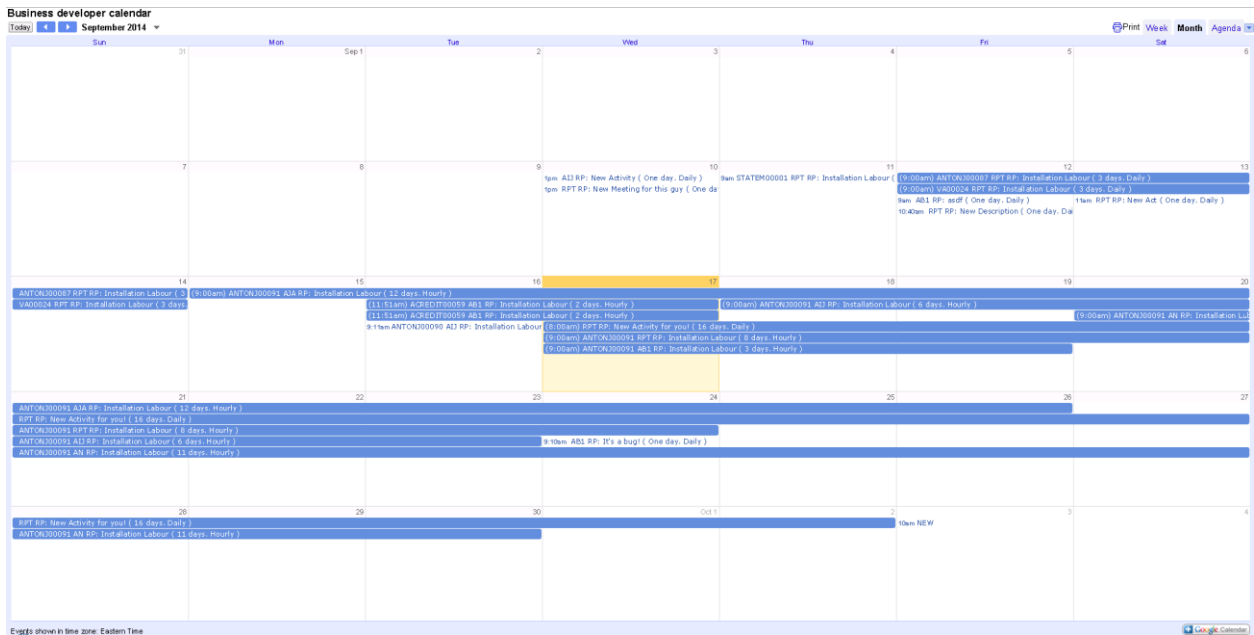 Business developer calendar
Today September 2014 Print Week Month Agenda
Sun Mon Tue Wed Thu Fri Sat
31 Sep 1 2 3 4 5 6
7 8 9 10 11 12 13
1pm AIJ RP: New Activity ( One day. Daily ) 9am STATEM00001 RPT RP: Installation Labour ( (9:00am) ANTONJ00087 RPT RP: Installation Labour ( 3 days. Daily )
1pm RPT RP: New Meeting for this guy ( One da (9:00am) VA00024 RPT RP: Installation Labour ( 3 days. Daily )
9am AB1 RP: asdf ( One day. Daily ) 11am RPT RP: New Act ( One day. Daily )
10:40am RPT RP: New Description ( One day. Dai
14 15 16 17 18 19 20
ANTONJ00087 RPT RP: Installation Labour ( 3 (9:00am) ANTONJ00091 AJA RP: Installation Labour ( 12 days. Hourly )
VA00024 RPT RP: Installation Labour ( 3 days. (11:51am) ACREDIT00059 AB1 RP: Installation Labour ( 2 days. Hourly ) (9:00am) ANTONJ00091 AIJ RP: Installation Labour ( 6 days. Hourly )
(11:51am) ACREDIT00059 AB1 RP: Installation Labour ( 2 days. Hourly ) (9:00am) ANTONJ00091 AN RP: Installation Lab
9:11am ANTONJ00090 AIJ RP: Installation Labour (8:00am) RPT RP: New Activity for you! ( 16 days. Daily )
(9:00am) ANTONJ00091 RPT RP: Installation Labour ( 8 days. Hourly )
(9:00am) ANTONJ00091 AB1 RP: Installation Labour ( 3 days. Hourly )
21 22 23 24 25 26 27
ANTONJ00091 AJA RP: Installation Labour ( 12 days. Hourly )
RPT RP: New Activity for you! ( 16 days. Daily )
ANTONJ00091 RPT RP: Installation Labour ( 8 days. Hourly )
ANTONJ00091 AIJ RP: Installation Labour ( 6 days. Hourly ) 9:10am AB1 RP: It's a bug! ( One day. Daily )
ANTONJ00091 AN RP: Installation Labour ( 11 days. Hourly )
28 29 30 Oct 1 2 3 4
RPT RP: New Activity for you! ( 16 days. Daily ) 10am NEW
ANTONJ00091 AN RP: Installation Labour ( 11 days. Hourly )
Events shown in time zone: Eastern Time Google Calendar